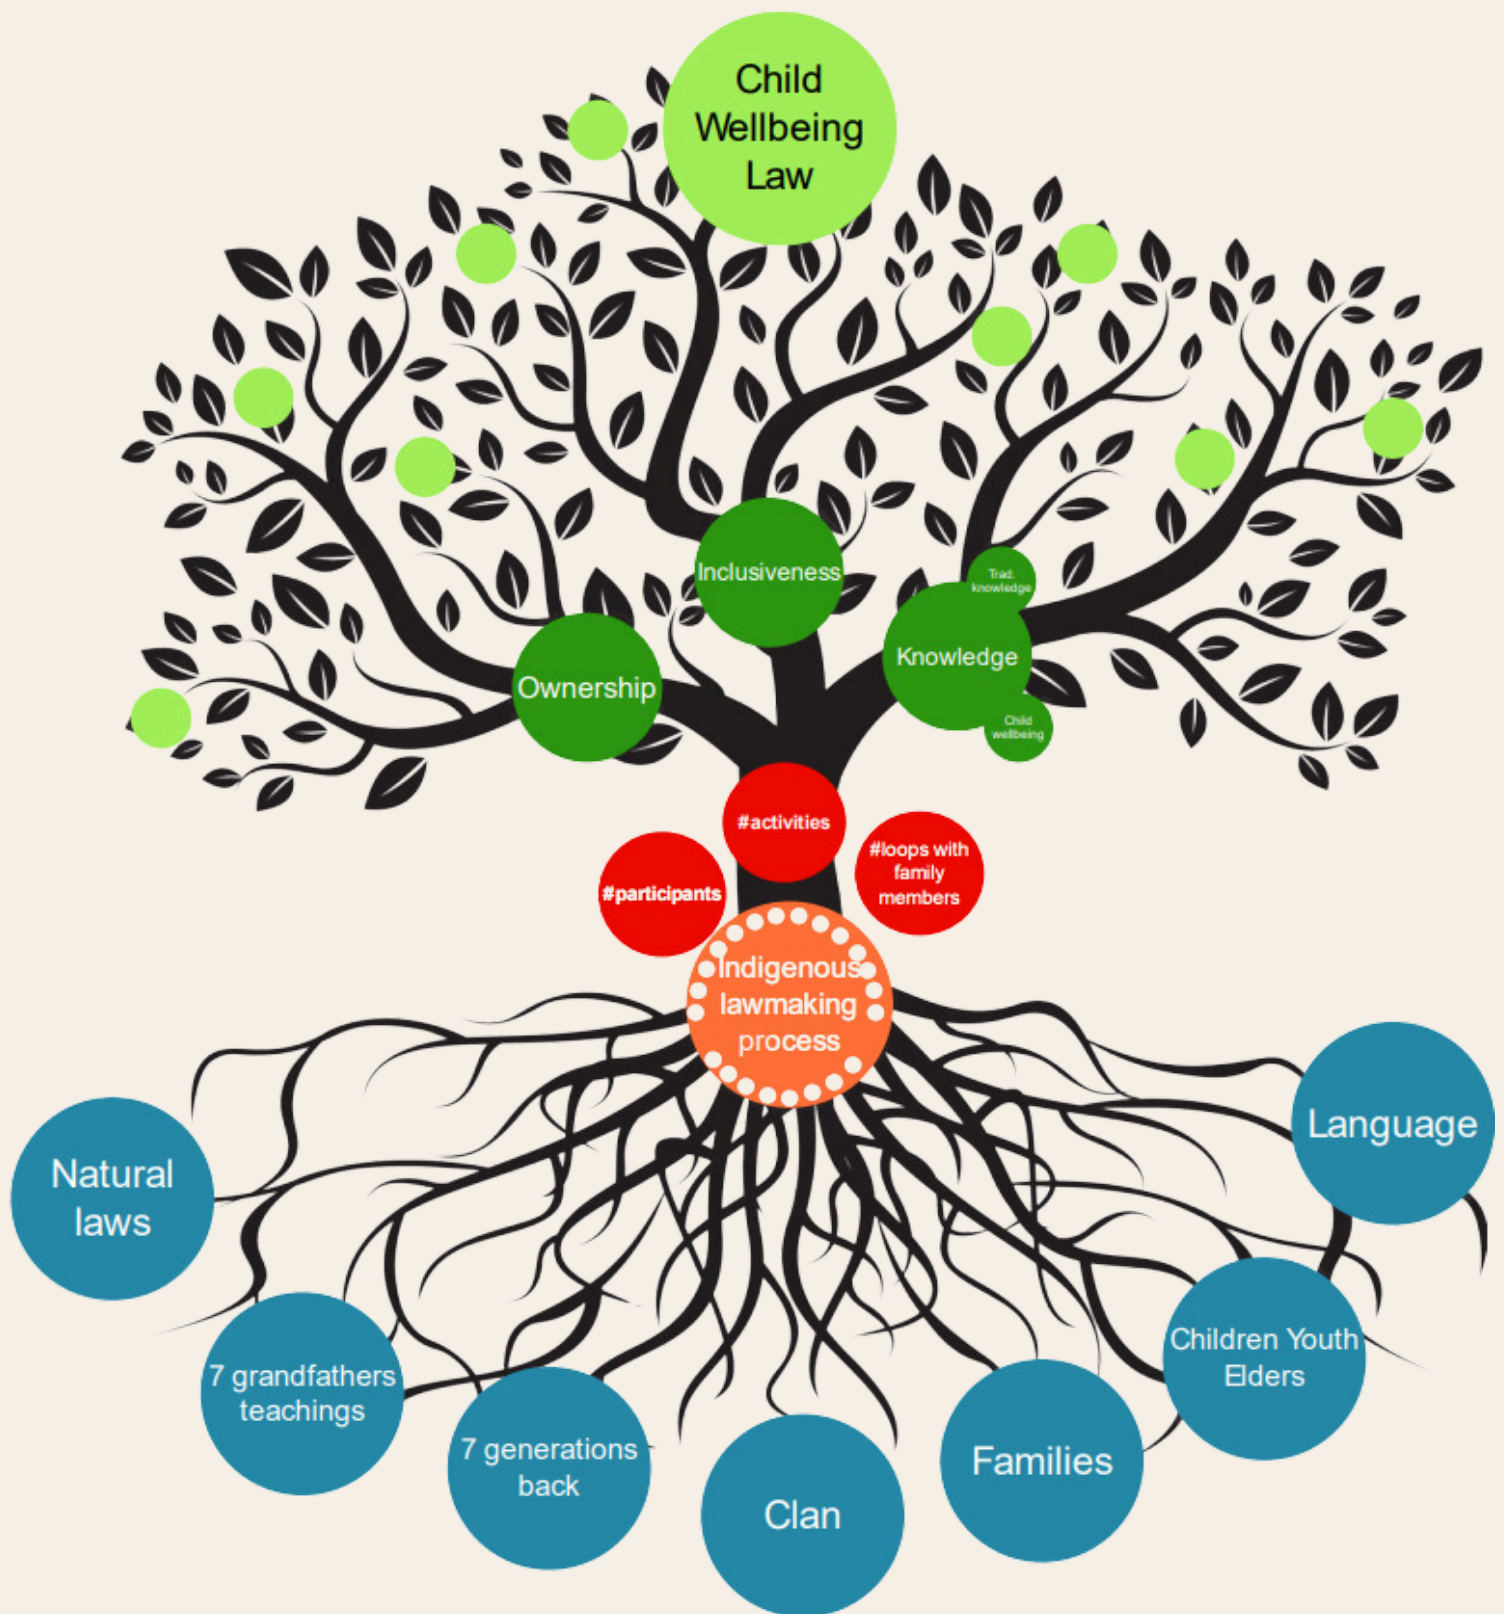 Child
Wellbeing
Law
Inclusiveness
Trad.
knowledge
Knowledge
Ownership
Child
wellbeing
#activities
#loops with
family
members
#participants
Indigenous
lawmaking
process
Language
Natural
laws
Children Youth
Elders
7 grandfathers
teachings
7 generations
back
Families
Clan